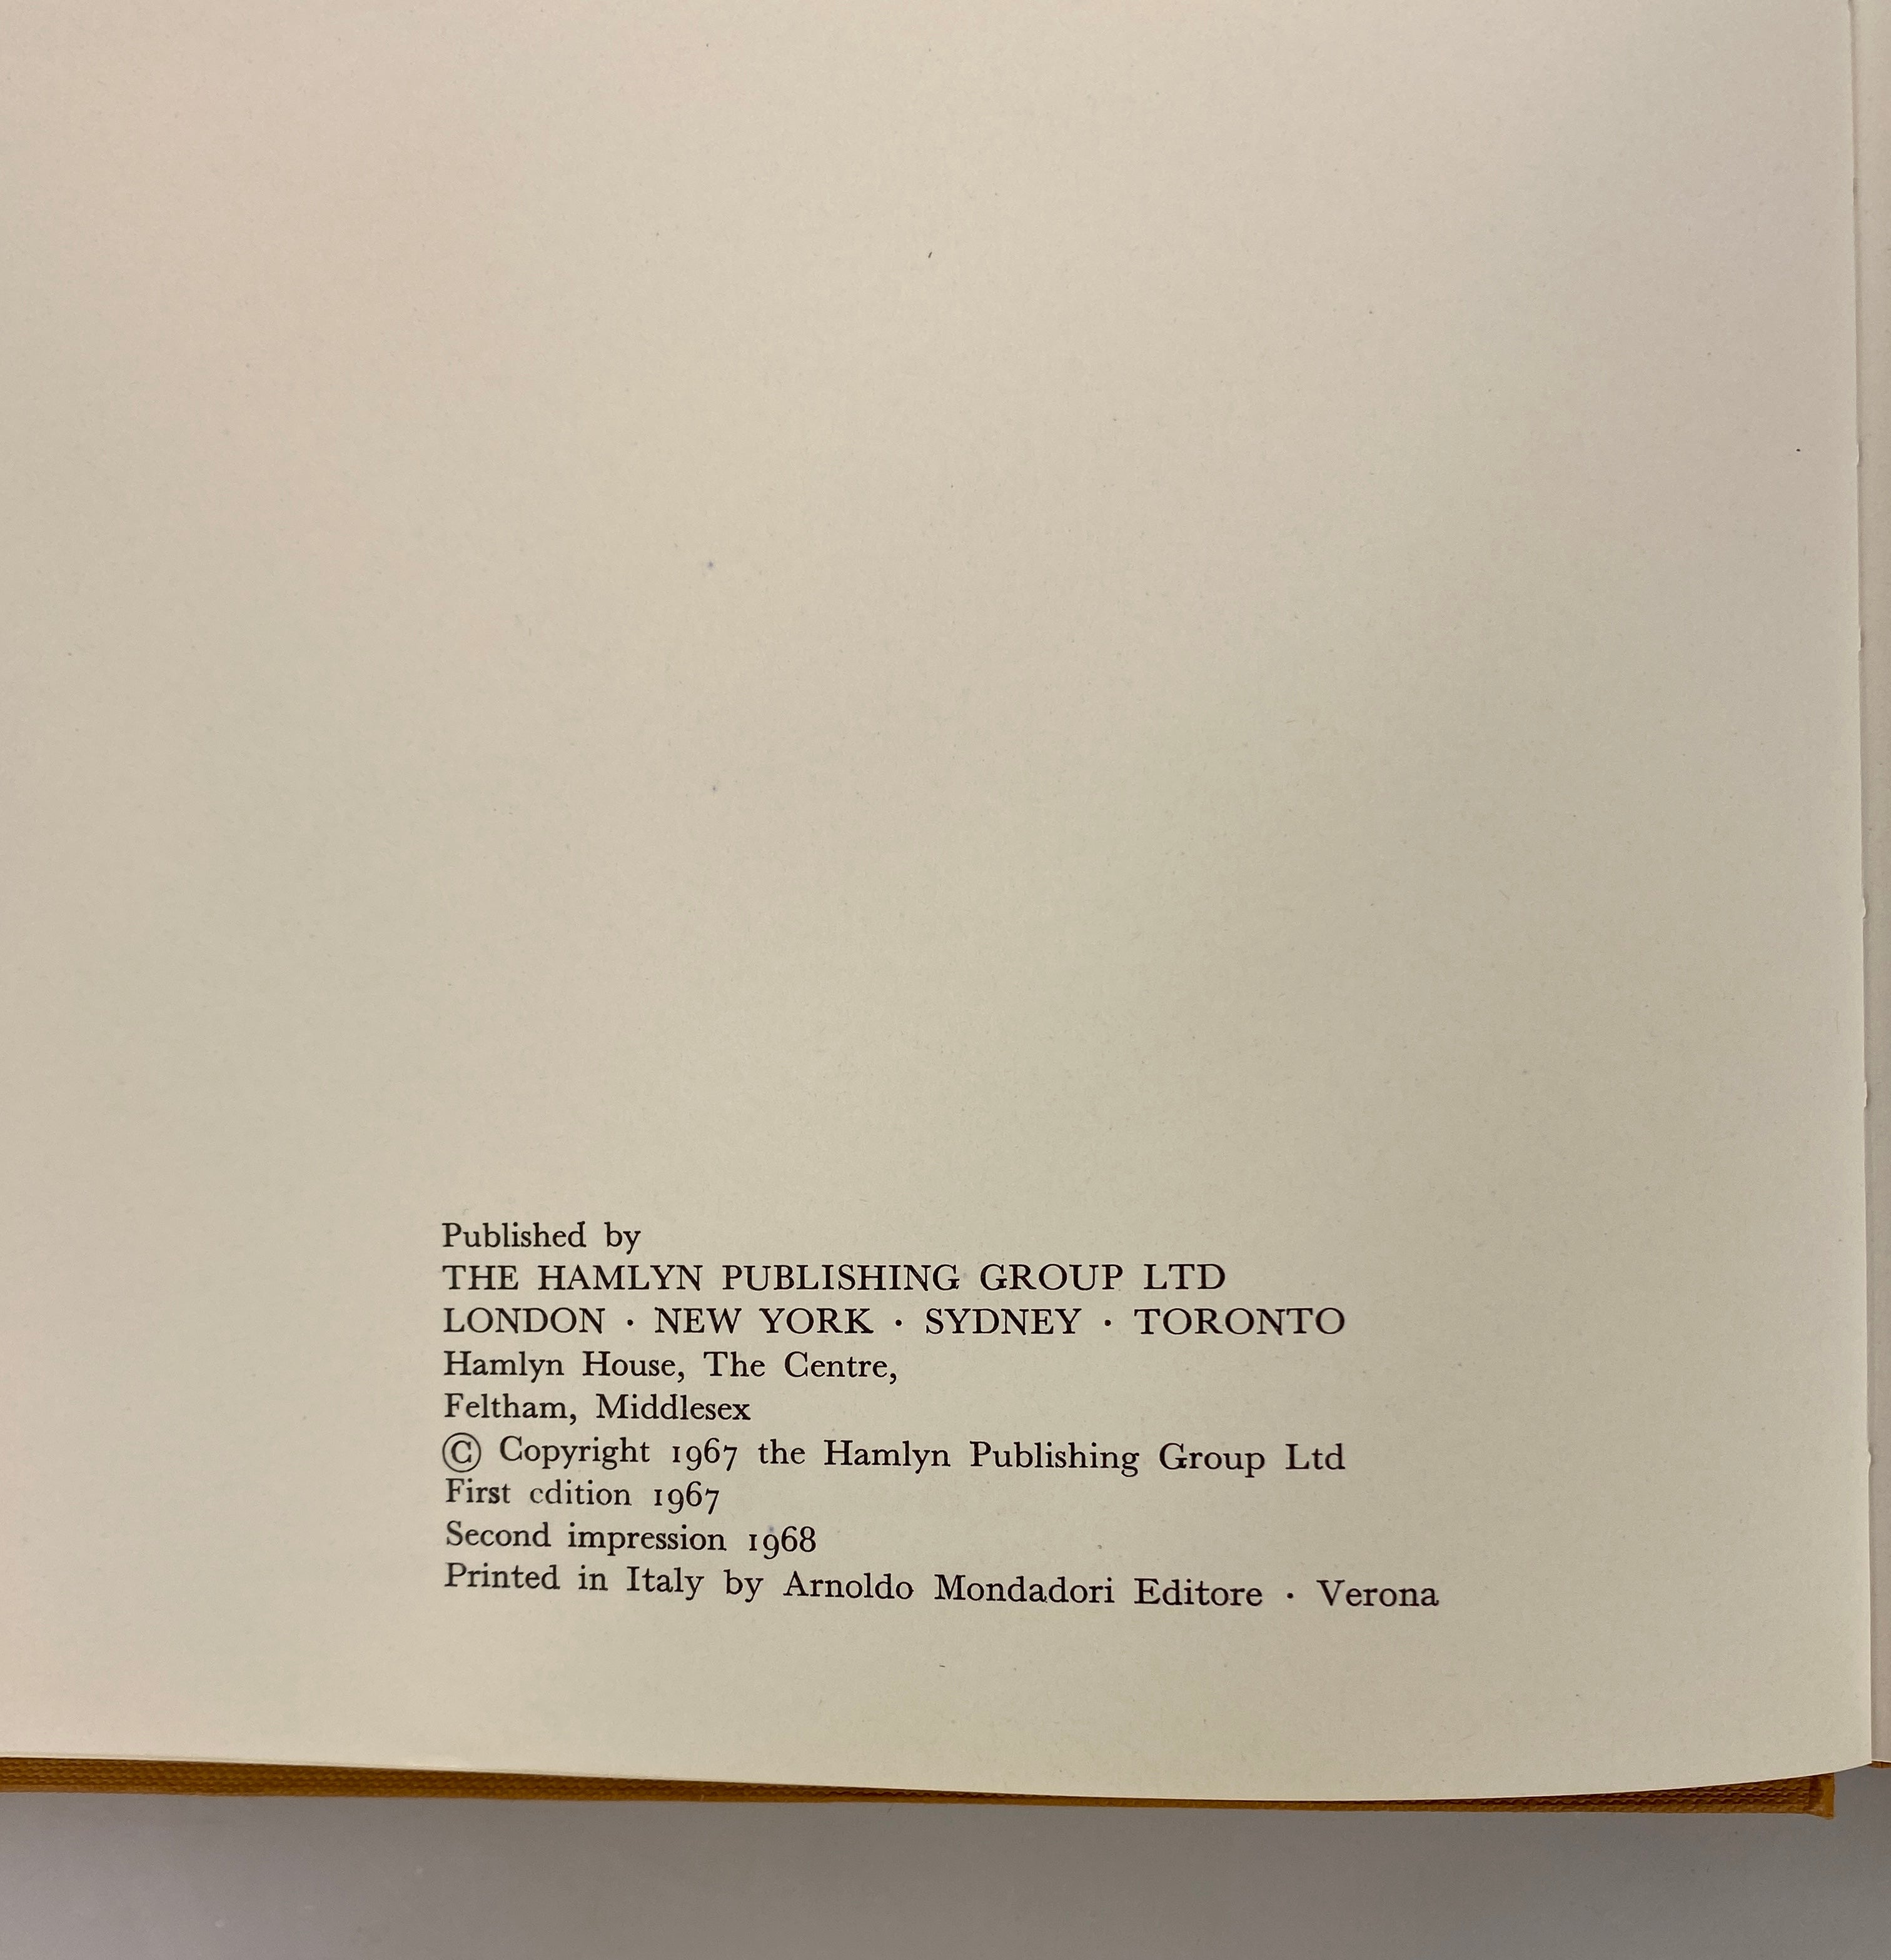 Published by
THE HAMLYN PUBLISHING GROUP LTD
LONDON · NEW YORK · SYDNEY · TORONTO
Hamlyn House, The Centre,
Feltham, Middlesex
© Copyright 1967 the Hamlyn Publishing Group Ltd
First edition 1967
Second impression 1968
Printed in Italy by Arnoldo Mondadori Editore · Verona